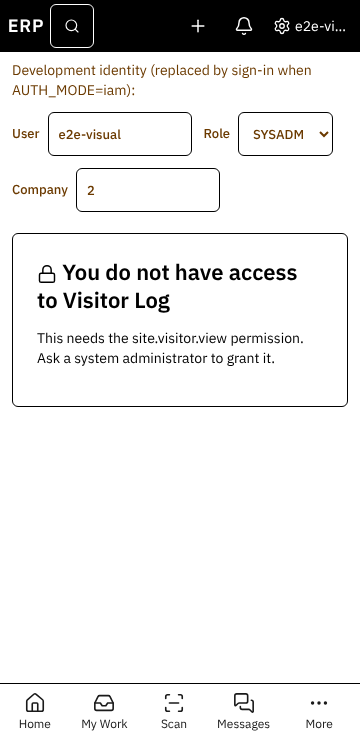 ERP
e2e-vi...
Development identity (replaced by sign-in when
AUTH_MODE=iam):
User e2e-visual Role SYSADM
Company 2
You do not have access
to Visitor Log
This needs the site.visitor.view permission.
Ask a system administrator to grant it.
Home My Work Scan Messages More